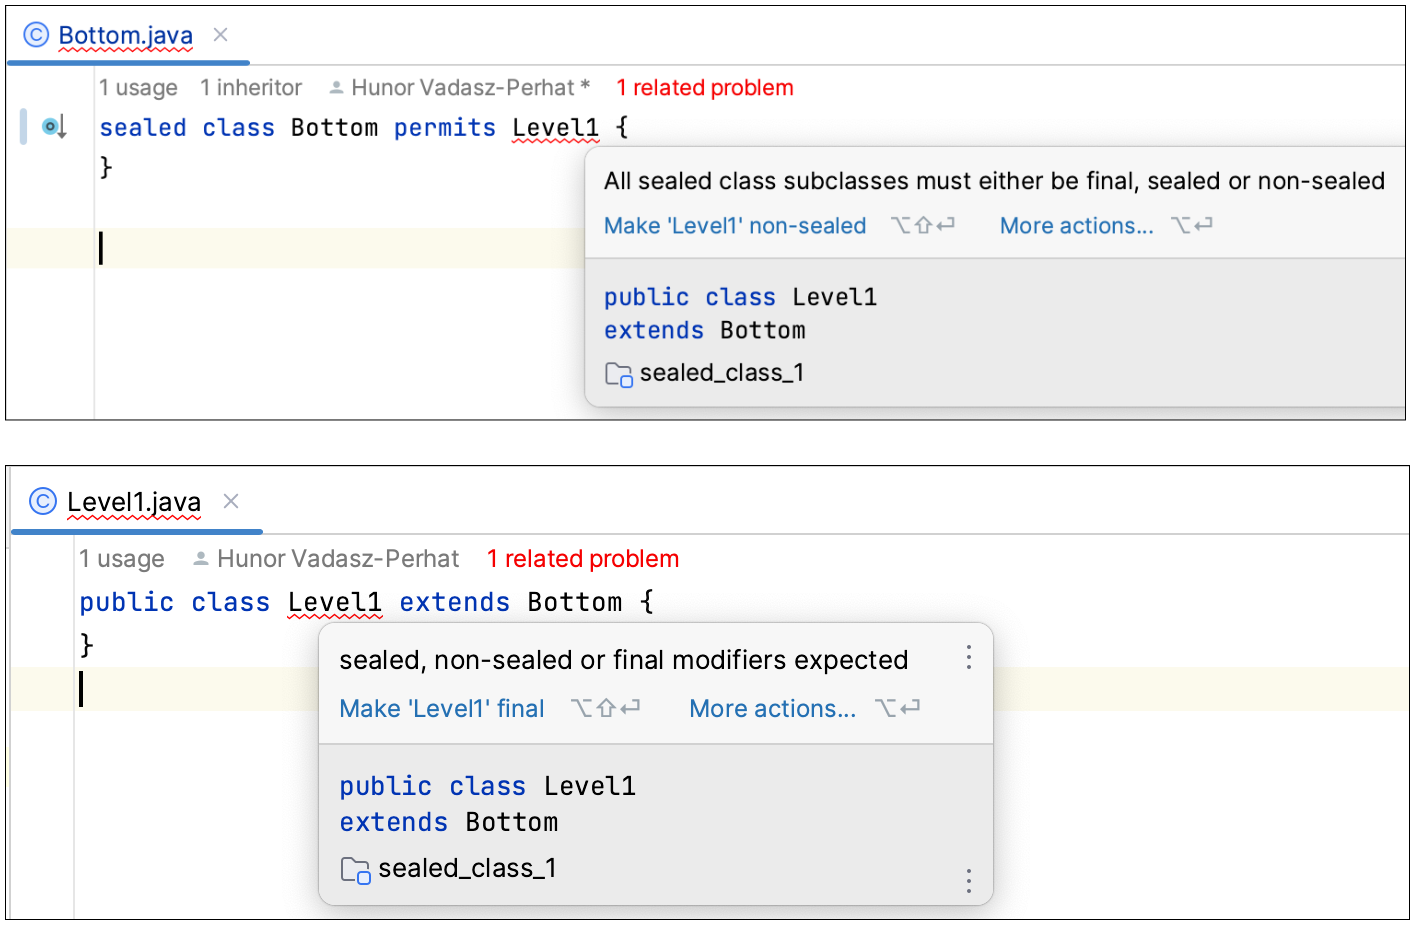 Bottom.java
1 usage 1 inheritor Hunor Vadasz-Perhat * 1 related problem
sealed class Bottom permits Level1 {
}
All sealed class subclasses must either be final, sealed or non-sealed
Make 'Level1' non-sealed ⌥⇧⏎ More actions... ⌥⏎
public class Level1
extends Bottom
sealed_class_1
Level1.java
1 usage Hunor Vadasz-Perhat 1 related problem
public class Level1 extends Bottom {
}
sealed, non-sealed or final modifiers expected
Make 'Level1' final ⌥⇧⏎ More actions... ⌥⏎
public class Level1
extends Bottom
sealed_class_1